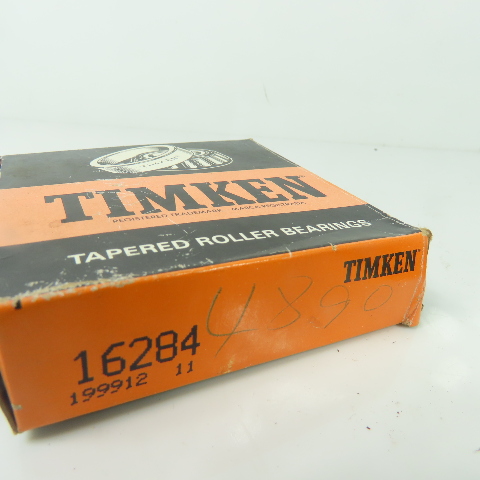 TIMKEN
REGISTERED TRADEMARK MARCA REGISTRADA
TAPERED ROLLER BEARINGS
TIMKEN
4890
16284
199912 11